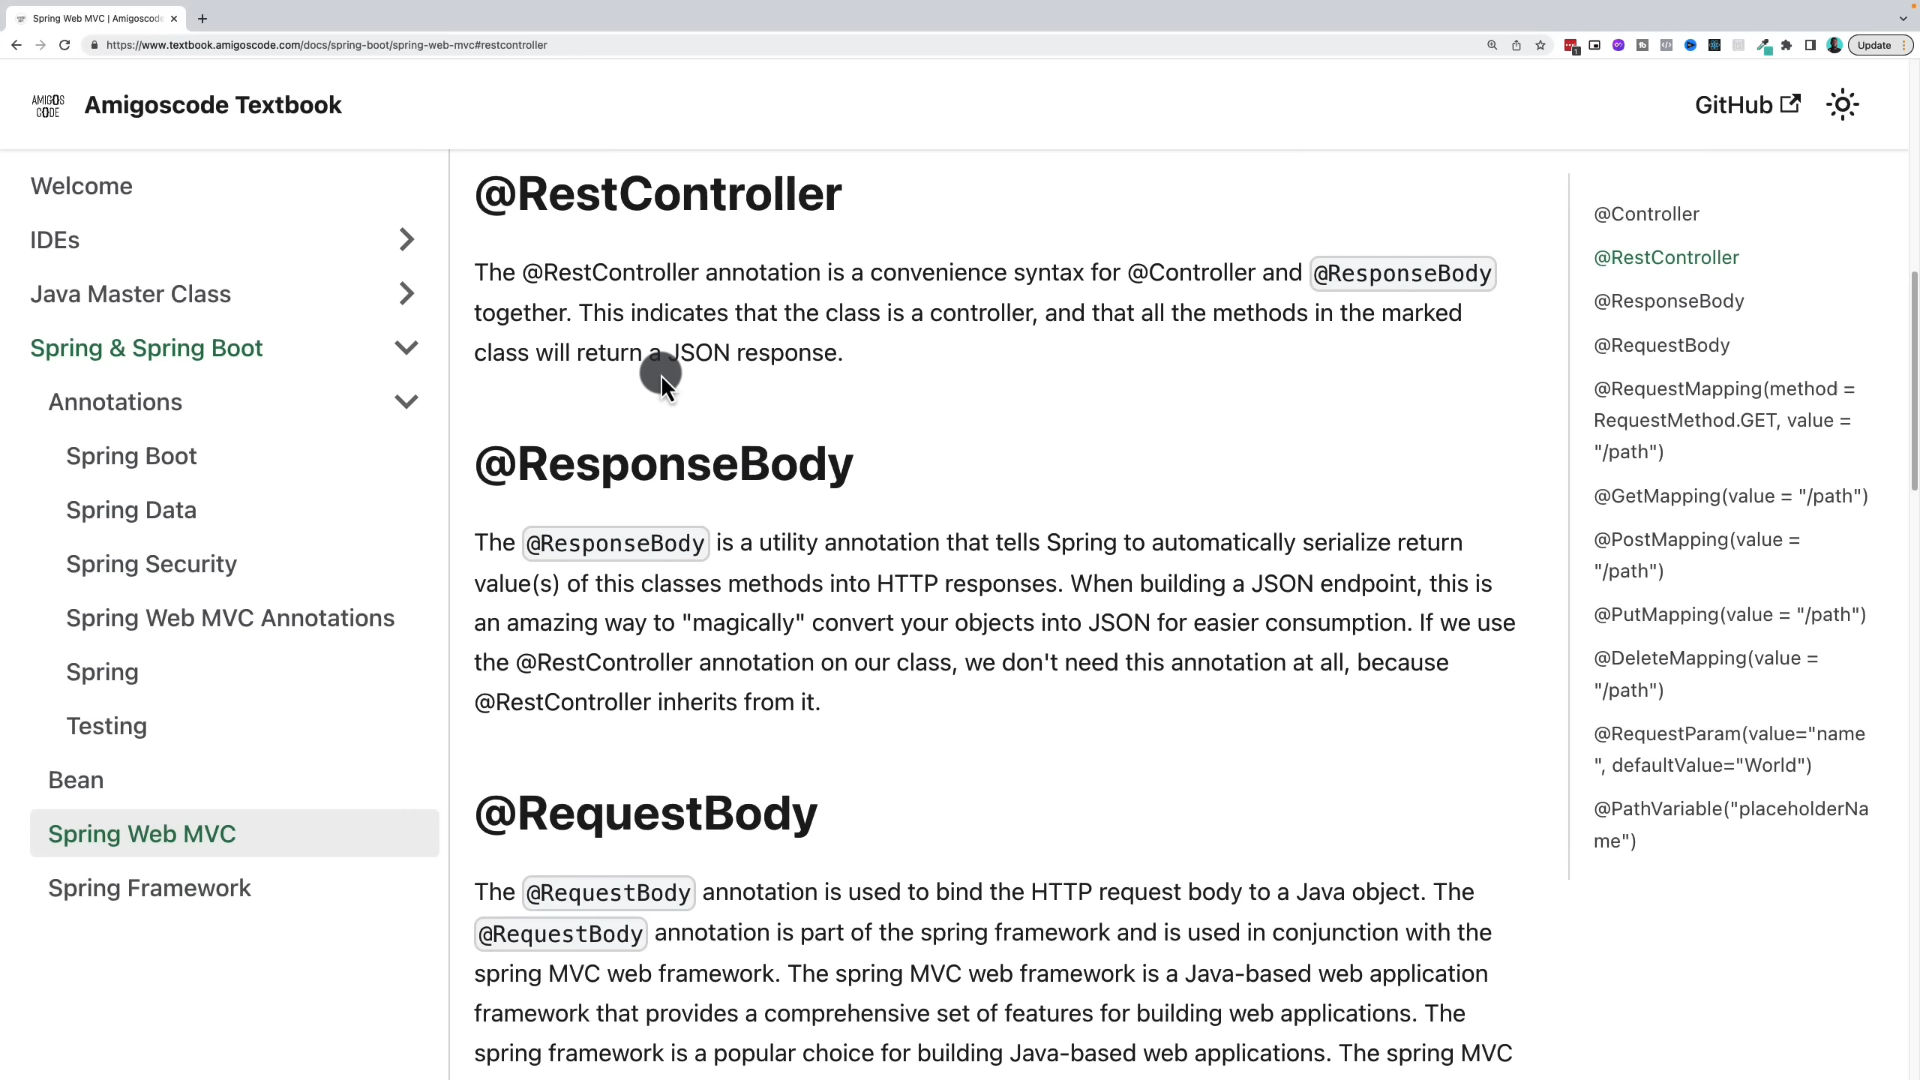 Spring Web MVC | Amigoscode
https://www.textbook.amigoscode.com/docs/spring-boot/spring-web-mvc#restcontroller
Update
AMIGOS
CODE
Amigoscode Textbook
GitHub
Welcome
IDEs
Java Master Class
Spring & Spring Boot
Annotations
Spring Boot
Spring Data
Spring Security
Spring Web MVC Annotations
Spring
Testing
Bean
Spring Web MVC
Spring Framework
@RestController
The @RestController annotation is a convenience syntax for @Controller and @ResponseBody
together. This indicates that the class is a controller, and that all the methods in the marked
class will return a JSON response.
@ResponseBody
The @ResponseBody is a utility annotation that tells Spring to automatically serialize return
value(s) of this classes methods into HTTP responses. When building a JSON endpoint, this is
an amazing way to "magically" convert your objects into JSON for easier consumption. If we use
the @RestController annotation on our class, we don't need this annotation at all, because
@RestController inherits from it.
@RequestBody
The @RequestBody annotation is used to bind the HTTP request body to a Java object. The
@RequestBody annotation is part of the spring framework and is used in conjunction with the
spring MVC web framework. The spring MVC web framework is a Java-based web application
framework that provides a comprehensive set of features for building web applications. The
spring framework is a popular choice for building Java-based web applications. The spring MVC
@Controller
@RestController
@ResponseBody
@RequestBody
@RequestMapping(method =
RequestMethod.GET, value =
"/path")
@GetMapping(value = "/path")
@PostMapping(value =
"/path")
@PutMapping(value = "/path")
@DeleteMapping(value =
"/path")
@RequestParam(value="name
", defaultValue="World")
@PathVariable("placeholderNa
me")